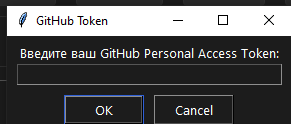 GitHub Token
Введите ваш GitHub Personal Access Token:
OK
Cancel